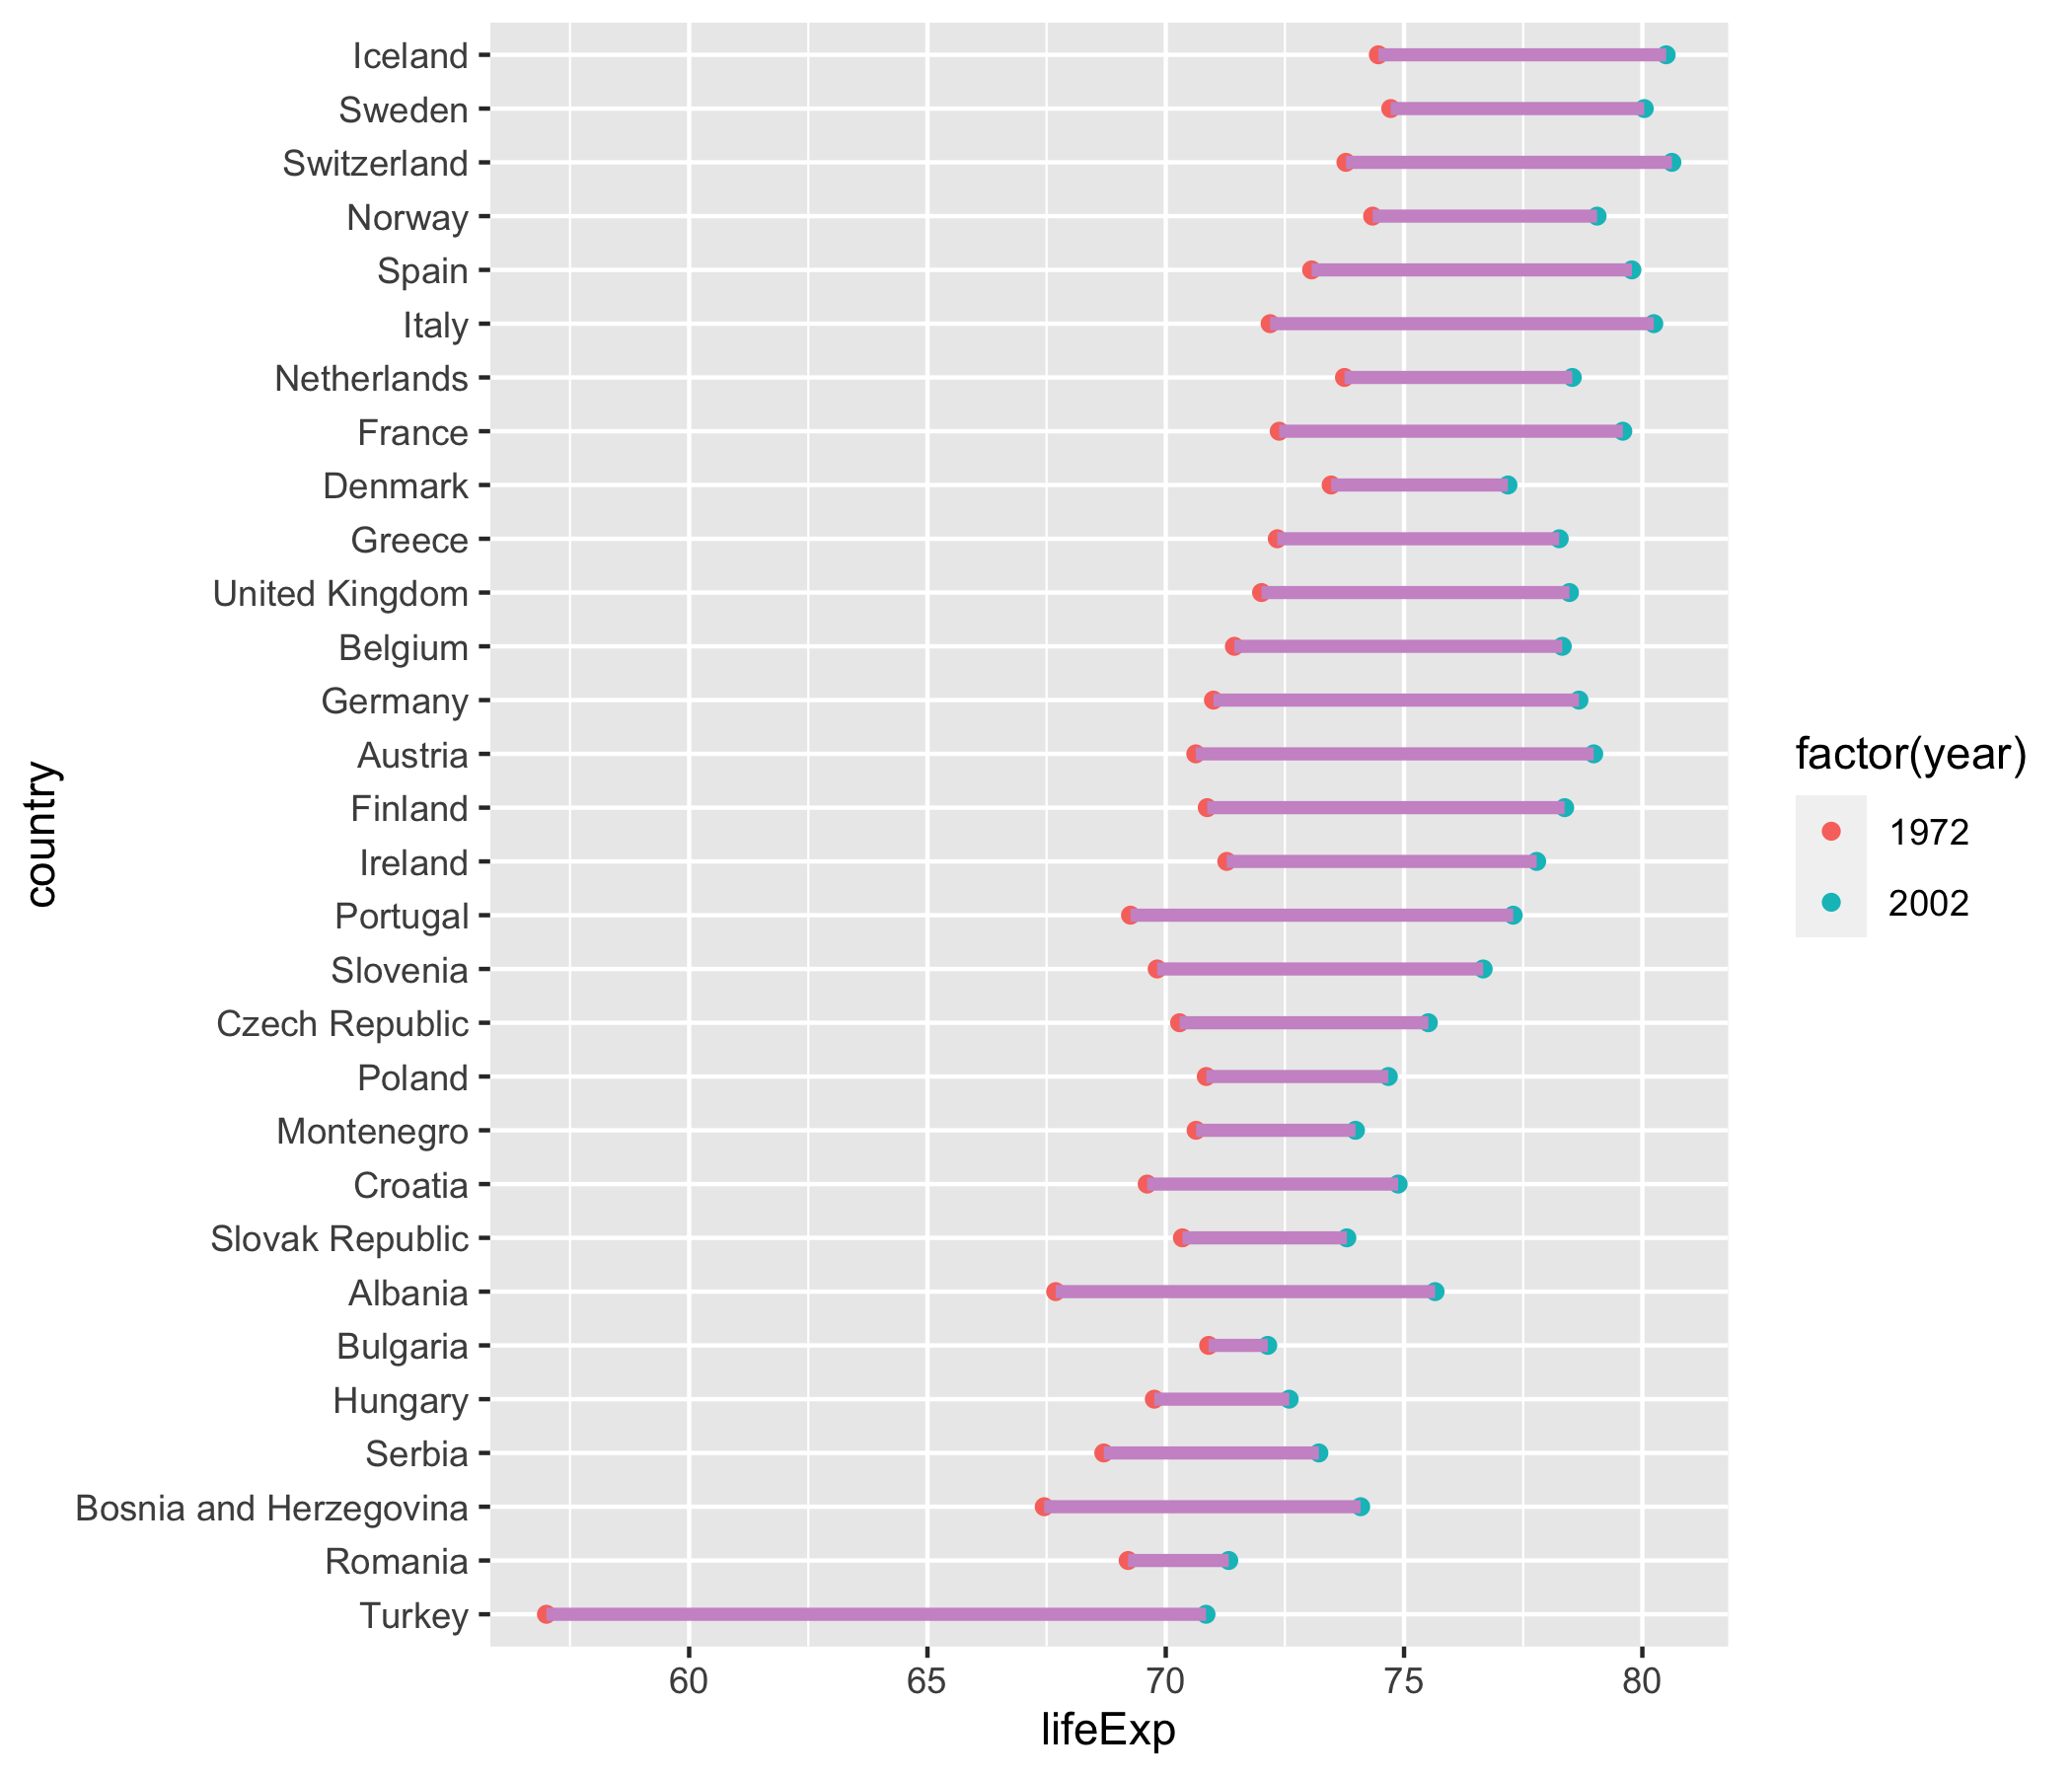 Iceland
Sweden
Switzerland
Norway
Spain
Italy
Netherlands
France
Denmark
Greece
United Kingdom
Belgium
Germany
Austria
Finland
Ireland
Portugal
Slovenia
Czech Republic
Poland
Montenegro
Croatia
Slovak Republic
Albania
Bulgaria
Hungary
Serbia
Bosnia and Herzegovina
Romania
Turkey
country
60 65 70 75 80
lifeExp
factor(year)
1972
2002